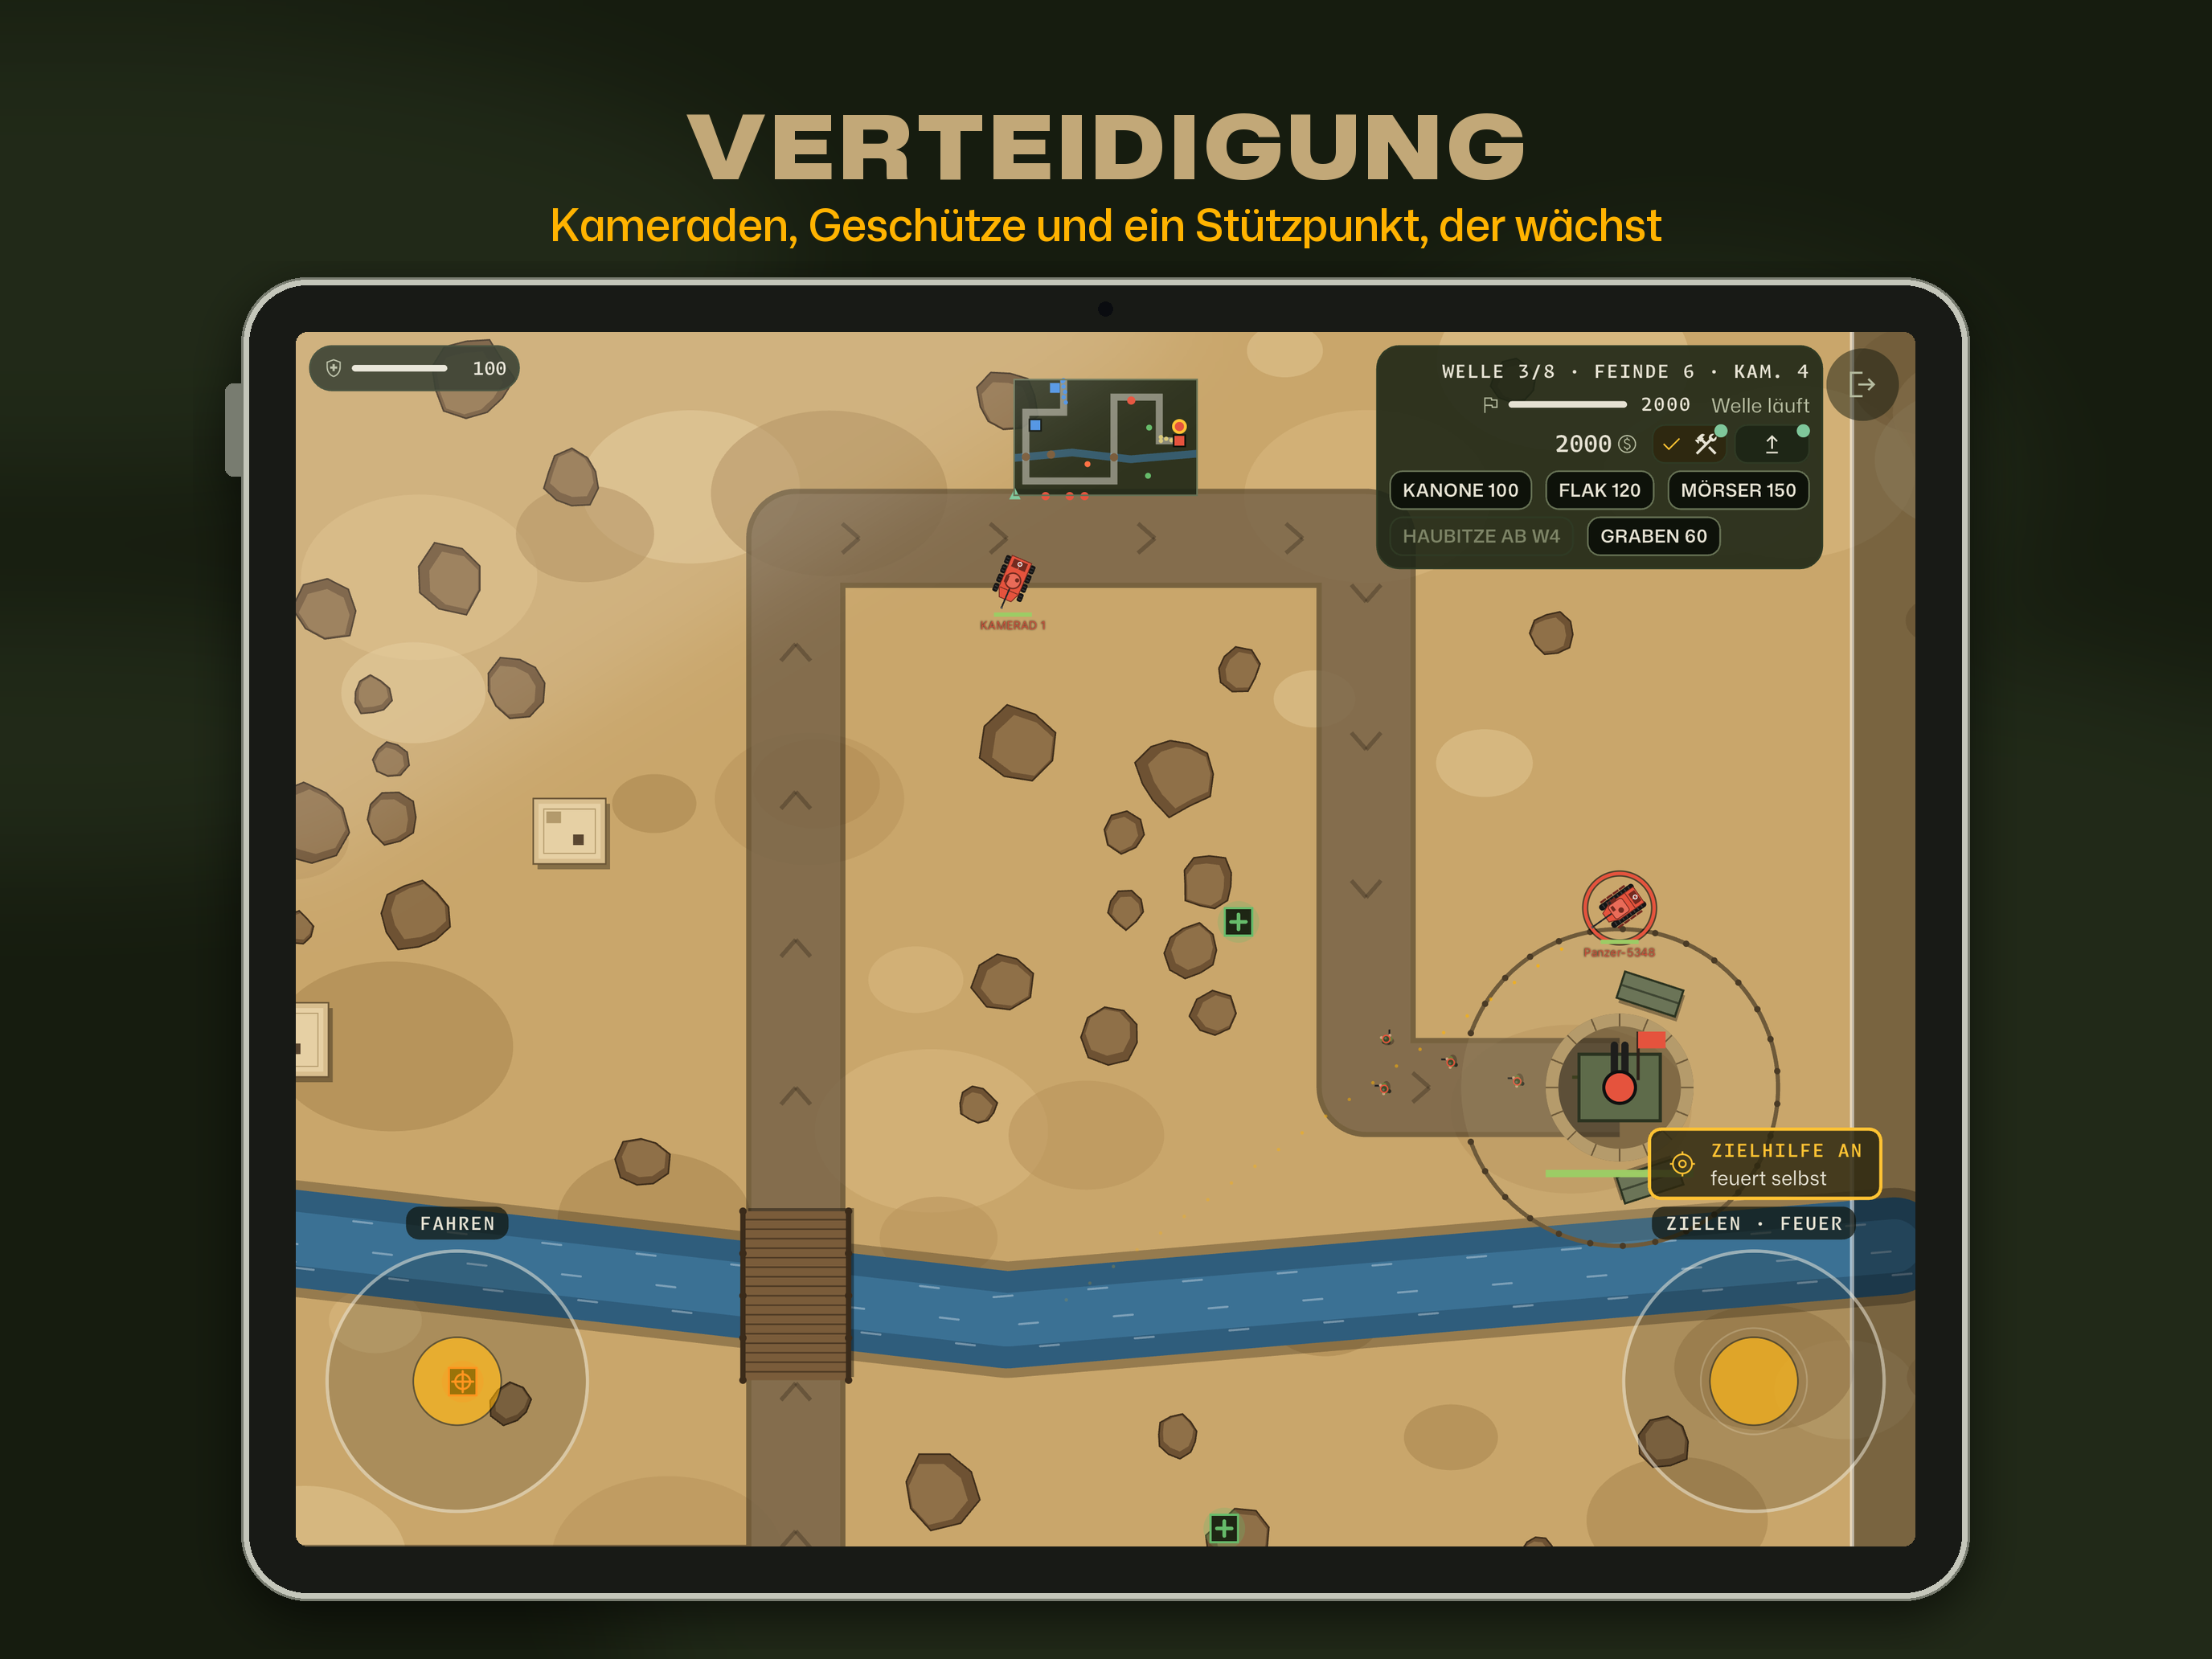 VERTEIDIGUNG
Kameraden, Geschütze und ein Stützpunkt, der wächst
100
WELLE 3/8 · FEINDE 6 · KAM. 4
2000 Welle läuft
2000
KANONE 100 FLAK 120 MÖRSER 150
HAUBITZE AB W4 GRABEN 60
KAMERAD 1
Panzer-5348
ZIELHILFE AN
feuert selbst
FAHREN
ZIELEN · FEUER